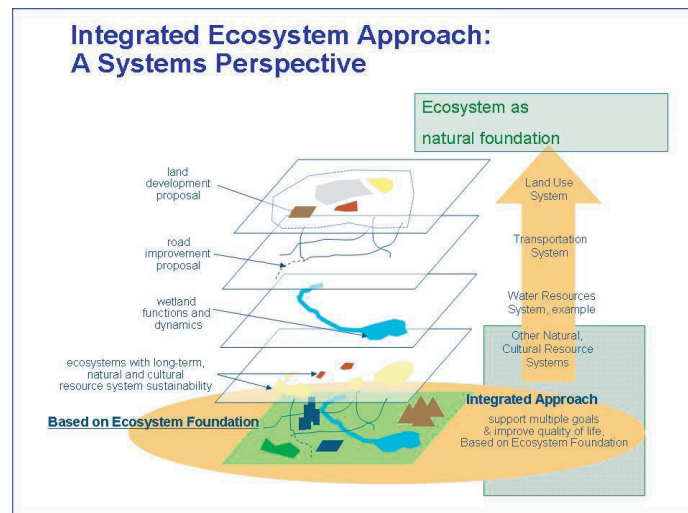 Integrated Ecosystem Approach:
A Systems Perspective
Ecosystem as
natural foundation
land
development
proposal
Land Use
System
road
improvement
proposal
Transportation
System
wetland
functions and
dynamics
Water Resources
System, example
ecosystems with long-term,
natural and cultural
resource system sustainability
Other Natural,
Cultural Resource
Systems
Based on Ecosystem Foundation
Integrated Approach
support multiple goals
& improve quality of life,
Based on Ecosystem Foundation